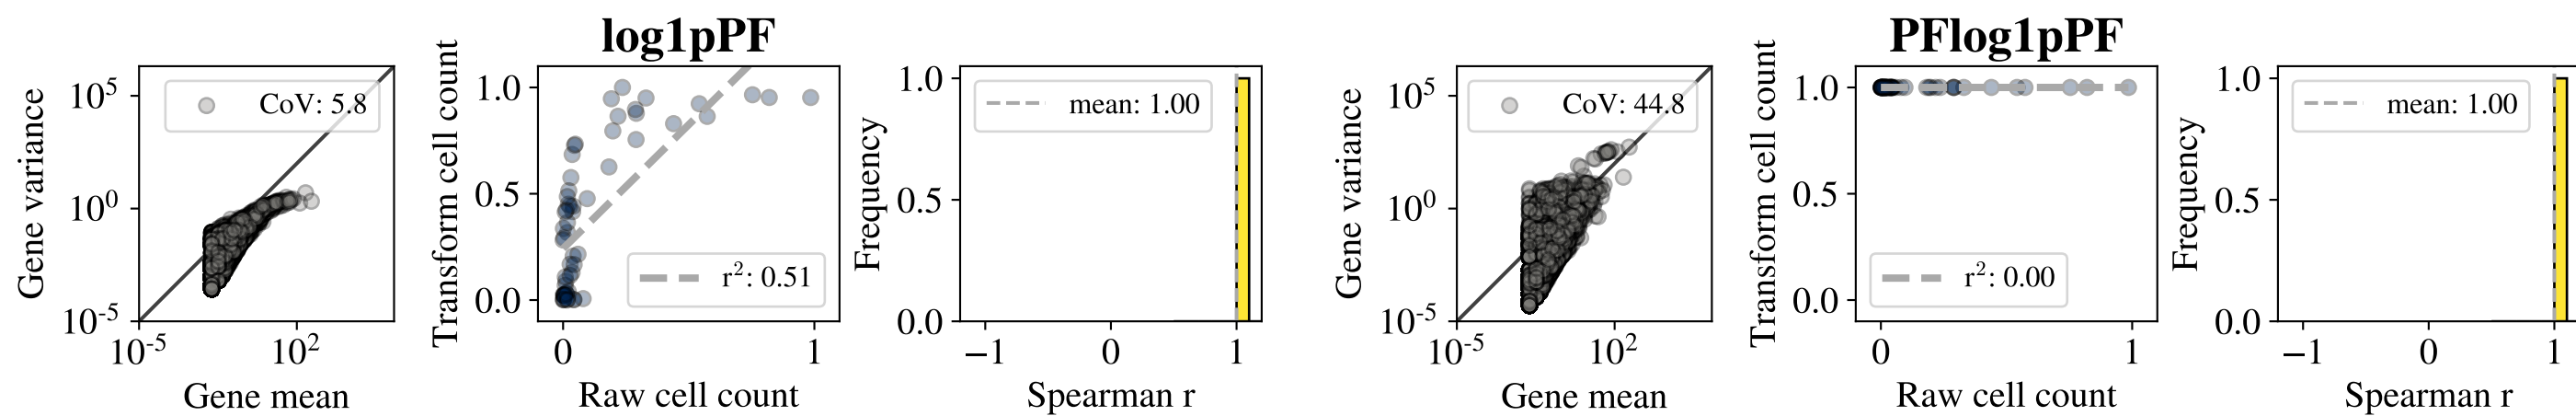 log1pPF
PFlog1pPF
Gene variance
10^5
10^0
10^-5
CoV: 5.8
10^-5
10^2
Gene mean
Transform cell count
1.0
0.5
0.0
r²: 0.51
0
1
Raw cell count
Frequency
1.0
0.5
0.0
mean: 1.00
−1
0
1
Spearman r
Gene variance
10^5
10^0
10^-5
CoV: 44.8
10^-5
10^2
Gene mean
Transform cell count
1.0
0.5
0.0
r²: 0.00
0
1
Raw cell count
Frequency
1.0
0.5
0.0
mean: 1.00
−1
0
1
Spearman r